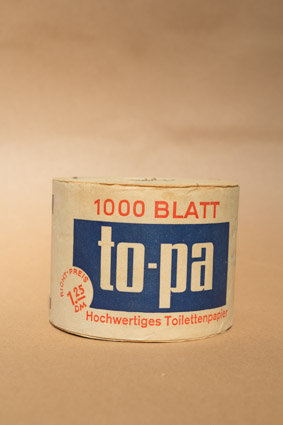 1000 BLATT
to-pa
RICHT-PREIS
1.25
DM
Hochwertiges Toilettenpapier